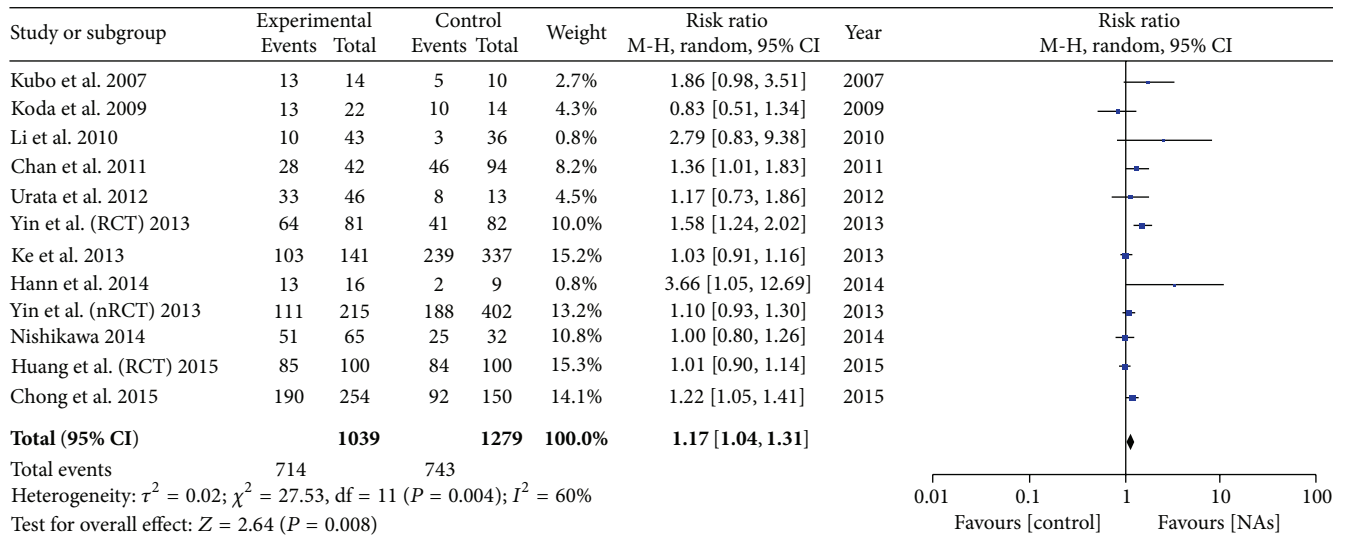 Study or subgroup Experimental Control Weight Risk ratio Year Risk ratio
Events Total Events Total M-H, random, 95% CI M-H, random, 95% CI
Kubo et al. 2007 13 14 5 10 2.7% 1.86 [0.98, 3.51] 2007
Koda et al. 2009 13 22 10 14 4.3% 0.83 [0.51, 1.34] 2009
Li et al. 2010 10 43 3 36 0.8% 2.79 [0.83, 9.38] 2010
Chan et al. 2011 28 42 46 94 8.2% 1.36 [1.01, 1.83] 2011
Urata et al. 2012 33 46 8 13 4.5% 1.17 [0.73, 1.86] 2012
Yin et al. (RCT) 2013 64 81 41 82 10.0% 1.58 [1.24, 2.02] 2013
Ke et al. 2013 103 141 239 337 15.2% 1.03 [0.91, 1.16] 2013
Hann et al. 2014 13 16 2 9 0.8% 3.66 [1.05, 12.69] 2014
Yin et al. (nRCT) 2013 111 215 188 402 13.2% 1.10 [0.93, 1.30] 2013
Nishikawa 2014 51 65 25 32 10.8% 1.00 [0.80, 1.26] 2014
Huang et al. (RCT) 2015 85 100 84 100 15.3% 1.01 [0.90, 1.14] 2015
Chong et al. 2015 190 254 92 150 14.1% 1.22 [1.05, 1.41] 2015
Total (95% CI) 1039 1279 100.0% 1.17 [1.04, 1.31]
Total events 714 743
Heterogeneity: τ² = 0.02; χ² = 27.53, df = 11 (P = 0.004); I² = 60%
Test for overall effect: Z = 2.64 (P = 0.008)
0.01 0.1 1 10 100
Favours [control] Favours [NAs]